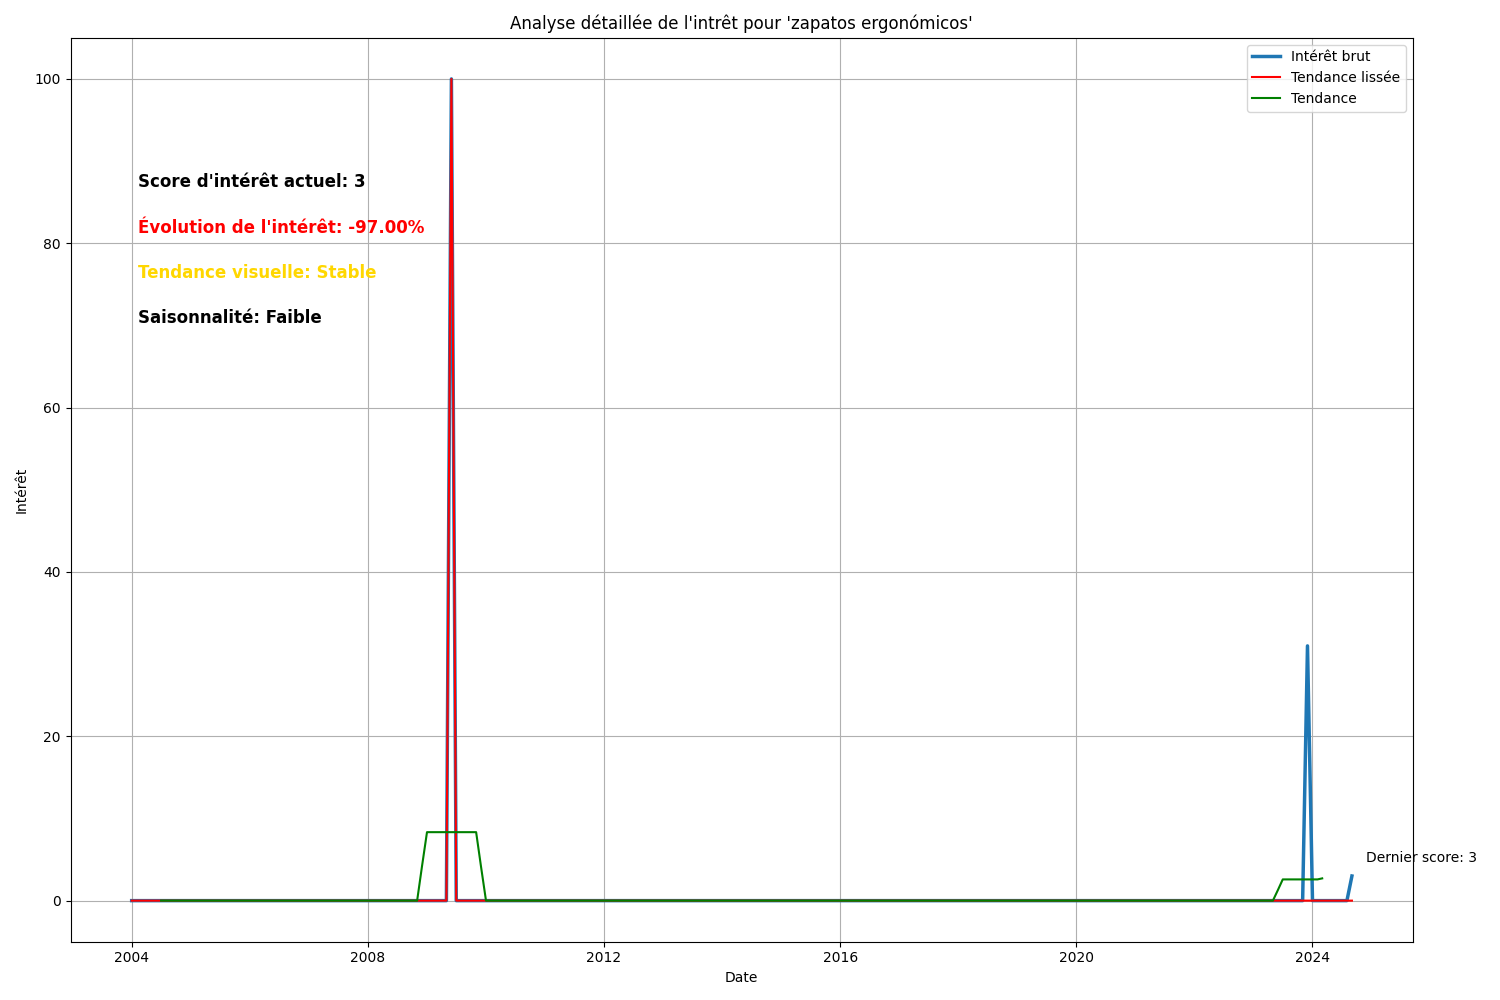 Analyse détaillée de l'intrêt pour 'zapatos ergonómicos'
Intérêt brut
Tendance lissée
Tendance
Score d'intérêt actuel: 3
Évolution de l'intérêt: -97.00%
Tendance visuelle: Stable
Saisonnalité: Faible
Dernier score: 3
Intérêt
100
80
60
40
20
0
2004
2008
2012
2016
2020
2024
Date